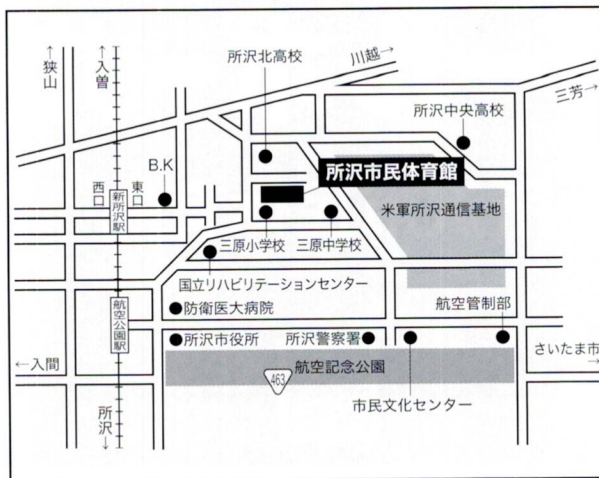 ←狭山
←入曽
所沢北高校
川越→
三芳→
所沢中央高校
B.K
西口
東口
新所沢駅
所沢市民体育館
米軍所沢通信基地
三原小学校
三原中学校
国立リハビリテーションセンター
航空公園駅
防衛医大病院
航空管制部
所沢市役所
所沢警察署
さいたま市→
←入間
航空記念公園
463
市民文化センター
所沢→